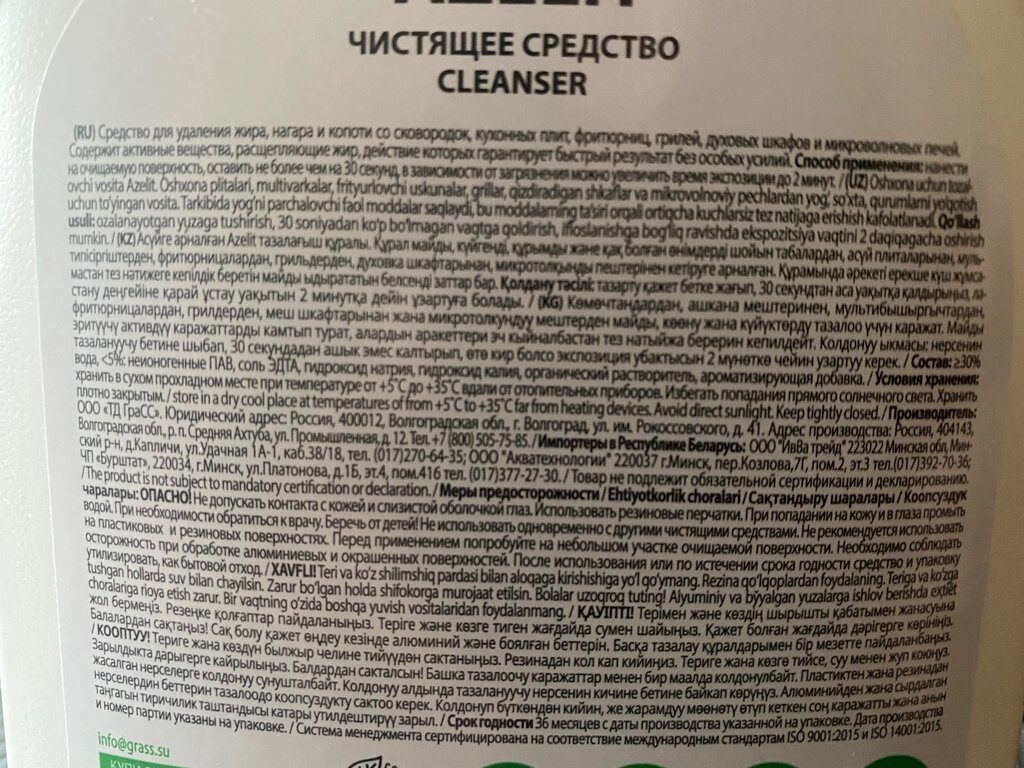 ЧИСТЯЩЕЕ СРЕДСТВО
CLEANSER
(RU) Средство для удаления жира, нагара и копоти со сковородок, кухонных плит, фритюрниц, грилей, духовых шкафов и микроволновых печей.
Содержит активные вещества, расщепляющие жир, действие которых гарантирует быстрый результат без особых усилий. Способ применения: нанести
на очищаемую поверхность, оставить не более чем на 30 секунд, в зависимости от загрязнения можно увеличить время экспозиции до 2 минут. / (UZ) Oshxona uchun tozal-
ovchi vosita Azelit. Oshxona plitalari, multivarkalar, frityurlovchi uskunalar, grillar, qizdiradigan shkaflar va mikrovolnoviy pechlardan yog', so'xta, qurumlarni yo'qotish
uchun to'yingan vosita. Tarkibida yog'ni parchalovchi faol moddalar saqlaydi, bu moddalarning ta'siri orqali ortiqcha kuchlarsiz tez natijaga erishish kafolatlanadi. Qo'llash
usuli: ozalanayotgan yuzaga tushirish, 30 soniyadan ko'p bo'lmagan vaqtga qoldirish, ifloslanishga bog'liq ravishda ekspozitsiya vaqtini 2 daqiqagacha oshirish
mumkin. / (KZ) Асүйге арналған Azelit тазалағыш құралы. Құрал майды, күйгенді, құрымды және қақ болған өнімдерді шойын табалардан, асүй плиталарынан, муль-
типісіргіштерден, фритюрницалардан, грильдерден, духовка шкафтарынан, микротолқынды пештерінен кетіруге арналған. Құрамында әрекеті ерекше күш жұмса-
мастан тез нәтижеге кепілдік беретін майды ыдырататын белсенді заттар бар. Қолдану тәсілі: тазарту қажет бетке жағып, 30 секундтан аса уақытқа қалдырыңыз, ла-
стану деңгейіне қарай ұстау уақытын 2 минутқа дейін ұзартуға болады. / (KG) Көмөчтандардан, ашкана мештеринен, мультибышыргычтардан,
фритюрницалардан, грилдерден, меш шкафтарынан жана микротолкундуу мештерден майды, көөнү жана күйүктөрдү тазалоо үчүн каражат. Майды
эритүүчү активдүү каражаттарды камтып турат, алардын аракеттери эч кыйналбастан тез натыйжа берерин кепилдейт. Колдонуу ыкмасы: нерсенин
тазалануучу бетине шыбап, 30 секундадан ашык эмес калтырып, өтө кир болсо экспозиция убактысын 2 мүнөткө чейин узартуу керек. / Состав: ≥30%
вода, <5%: неионогенные ПАВ, соль ЭДТА, гидроксид натрия, гидроксид калия, органический растворитель, ароматизирующая добавка. / Условия хранения:
хранить в сухом прохладном месте при температуре от +5˚C до +35˚C вдали от отопительных приборов. Избегать попадания прямого солнечного света. Хранить
плотно закрытым. / store in a dry cool place at temperatures of from +5˚C to +35˚C far from heating devices. Avoid direct sunlight. Keep tightly closed. / Производитель:
ООО «ТД ГраСС». Юридический адрес: Россия, 400012, Волгоградская обл., г. Волгоград, ул. им. Рокоссовского, д. 41. Адрес производства: Россия, 404143,
Волгоградская обл., р.п. Средняя Ахтуба, ул. Промышленная, д. 12. Тел. +7 (800) 505-75-85. / Импортеры в Республике Беларусь: ООО "ИвВа трейд" 223022 Минская обл, Мин-
ский р-н, д.Капличи, ул.Удачная 1А-1, каб.38/18, тел. (017)270-64-35; ООО "Акватехнологии" 220037 г.Минск, пер.Козлова,7Г, пом.2, эт.3 тел.(017)392-70-36;
ЧП «Бурштат», 220034, г.Минск, ул.Платонова, д.1Б, эт.4, пом.416 тел. (017)377-27-30. / Товар не подлежит обязательной сертификации и декларированию.
/ The product is not subject to mandatory certification or declaration. / Меры предосторожности / Ehtiyotkorlik choralari / Сақтандыру шаралары / Коопсуздук
чаралары: ОПАСНО! Не допускать контакта с кожей и слизистой оболочкой глаз. Использовать резиновые перчатки. При попадании на кожу и в глаза промыть
водой. При необходимости обратиться к врачу. Беречь от детей! Не использовать одновременно с другими чистящими средствами. Не рекомендуется использовать
на пластиковых и резиновых поверхностях. Перед применением попробуйте на небольшом участке очищаемой поверхности. Необходимо соблюдать
осторожность при обработке алюминиевых и окрашенных поверхностей. После использования или по истечении срока годности средство и упаковку
утилизировать, как бытовой отход. / XAVFLI! Teri va ko'z shilimshiq pardasi bilan aloqaga kirishishiga yo'l qo'ymang. Rezina qo'lqoplardan foydalaning. Teriga va ko'zga
tushgan hollarda suv bilan chayilsin. Zarur bo'lgan holda shifokorga murojaat etilsin. Bolalar uzoqroq tuting! Alyuminiy va bўyalgan yuzalarga ishlov berishda extiёt
choralariga rioya etish zarur. Bir vaqtning o'zida boshqa yuvish vositalaridan foydalanmang. / ҚАУІПТІ! Терімен және көздің шырышты қабатымен жанасуына
жол бермеңіз. Резеңке қолғаптар пайдаланыңыз. Теріге және көзге тиген жағдайда сумен шайыңыз. Қажет болған жағдайда дәрігерге көрініңіз.
Балалардан сақтаңыз! Сақ болу қажет өңдеу кезінде алюминий және боялған беттерін. Басқа тазалау құралдарымен бір мезетте пайдаланбаңыз.
/ КООПТУУ! Териге жана көздүн былжыр челине тийүүдөн сактаныңыз. Резинадан кол кап кийиңиз. Териге жана көзгө тийсе, суу менен жуп коюңуз.
Зарылдыкта дарыгерге кайрылыңыз. Балдардан сакталсын! Башка тазалоочу каражаттар менен бир маалда колдонулбайт. Пластиктен жана резинадан
жасалган нерселерге колдонуу сунушталбайт. Колдонуу алдында тазалануучу нерсенин кичине бетине байкап көрүңүз. Алюминийден жана сырдалган
нерселердин беттерин тазалоодо коопсуздукту сактоо керек. Колдонуп бүткөндөн кийин, же жарамдуу мөөнөтү өтүп кеткен соң каражатты жана анын
таңгагын тиричилик таштандысы катары утилдештирүү зарыл. / Срок годности 36 месяцев с даты производства указанной на упаковке. Дата производства
и номер партии указаны на упаковке. / Система менеджмента сертифицирована на соответствие международным стандартам ISO 9001:2015 и ISO 14001:2015.
info@grass.su